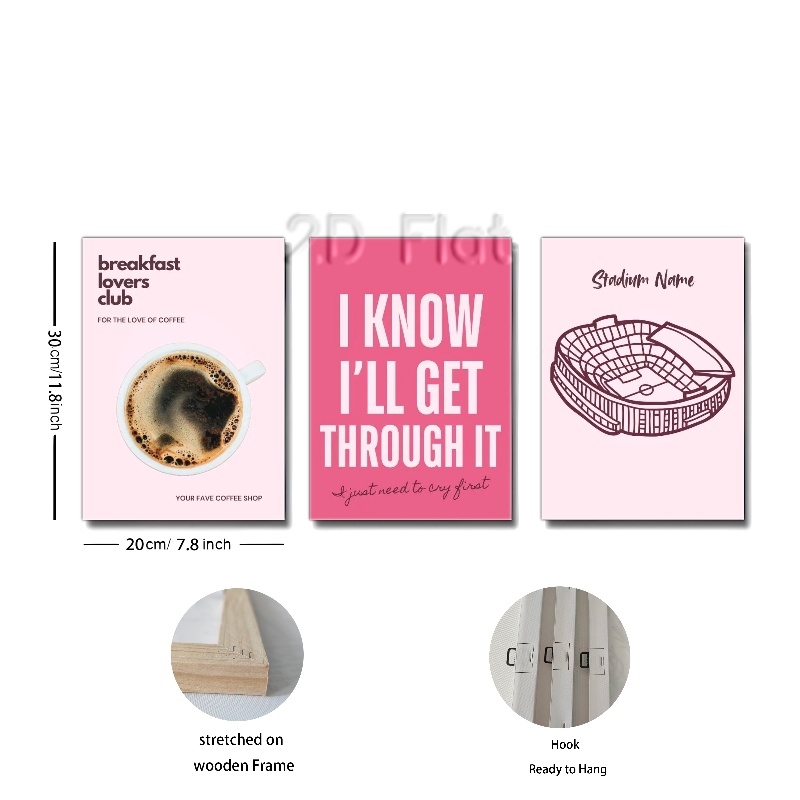 2D Flat
breakfast
lovers
club
FOR THE LOVE OF COFFEE
YOUR FAVE COFFEE SHOP
I KNOW
I'LL GET
THROUGH IT
I just need to cry first
Stadium Name
30cm/11.8inch
20cm/ 7.8 inch
stretched on
wooden Frame
Hook
Ready to Hang